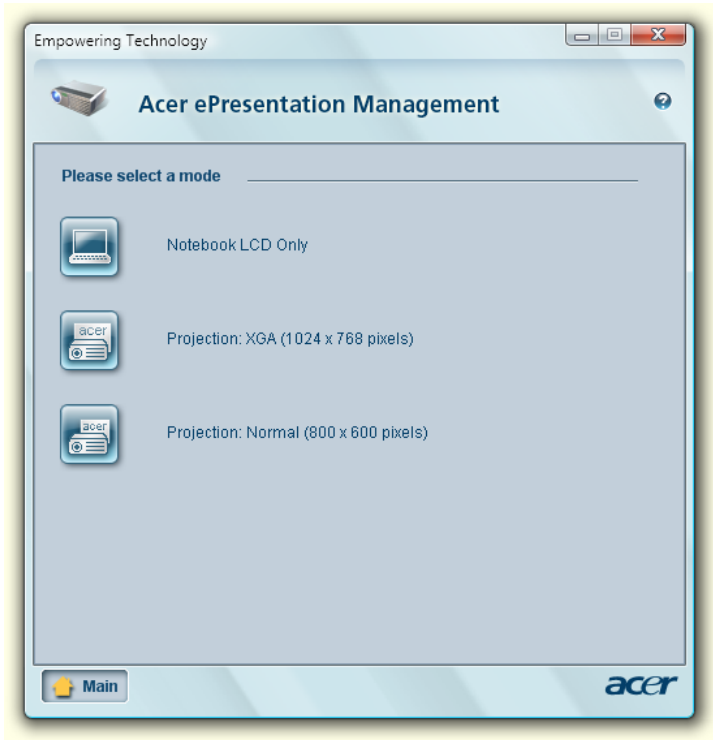 Empowering Technology
Acer ePresentation Management
?
Please select a mode
Notebook LCD Only
acer
Projection: XGA (1024 x 768 pixels)
acer
Projection: Normal (800 x 600 pixels)
Main
acer